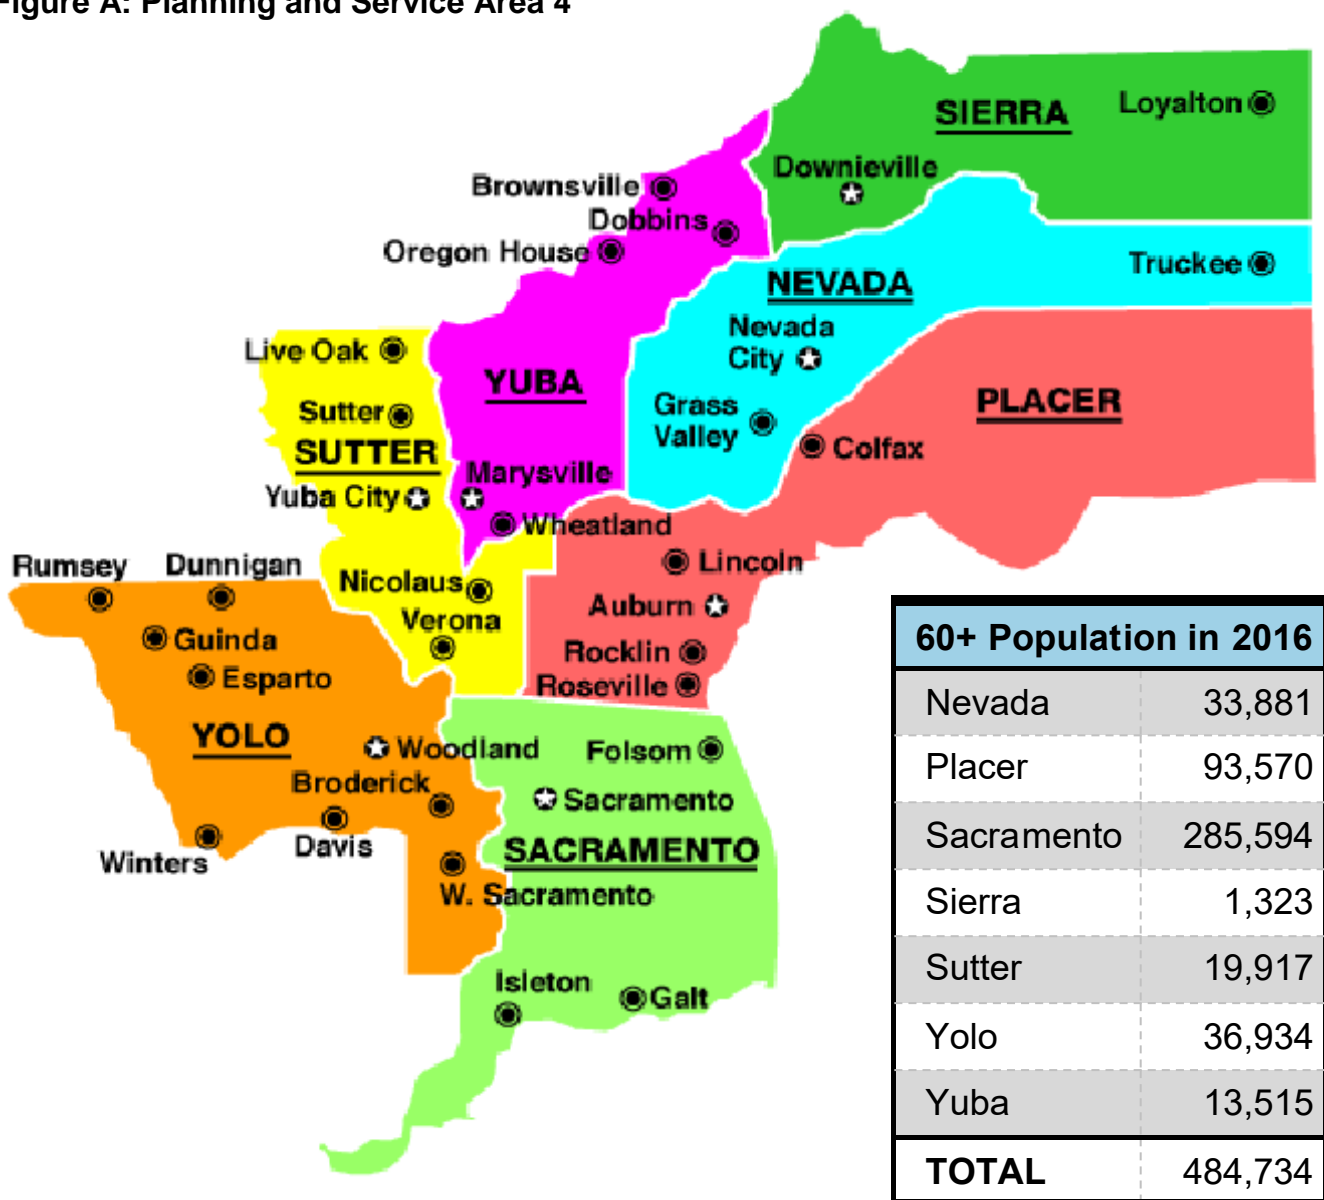 Figure A: Planning and Service Area 4
SIERRA
Loyalton
Downieville
Brownsville
Dobbins
Oregon House
NEVADA
Truckee
Nevada
City
Live Oak
YUBA
PLACER
Sutter
Grass
Valley
Colfax
SUTTER
Marysville
Yuba City
Wheatland
Rumsey
Dunnigan
Nicolaus
Lincoln
Verona
Auburn
Guinda
Rocklin
Esparto
Roseville
YOLO
Woodland
Folsom
Broderick
Sacramento
Winters
Davis
SACRAMENTO
W. Sacramento
Isleton
Galt
60+ Population in 2016
Nevada 33,881
Placer 93,570
Sacramento 285,594
Sierra 1,323
Sutter 19,917
Yolo 36,934
Yuba 13,515
TOTAL 484,734